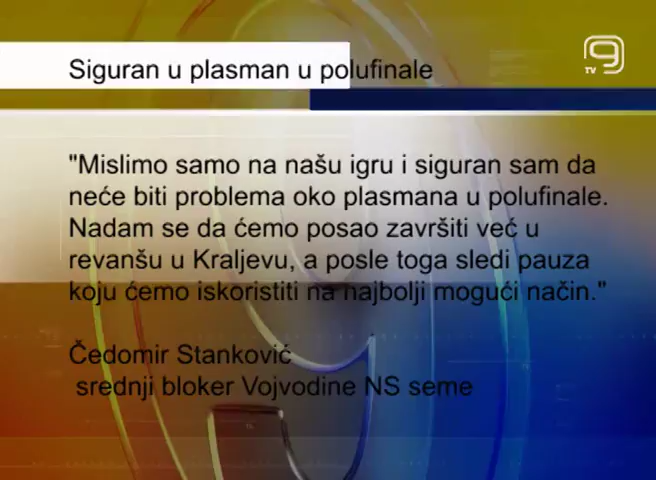 Siguran u plasman u polufinale
9
TV
"Mislimo samo na našu igru i siguran sam da
neće biti problema oko plasmana u polufinale.
Nadam se da ćemo posao završiti već u
revanšu u Kraljevu, a posle toga sledi pauza
koju ćemo iskoristiti na najbolji mogući način."
Čedomir Stanković
srednji bloker Vojvodine NS seme